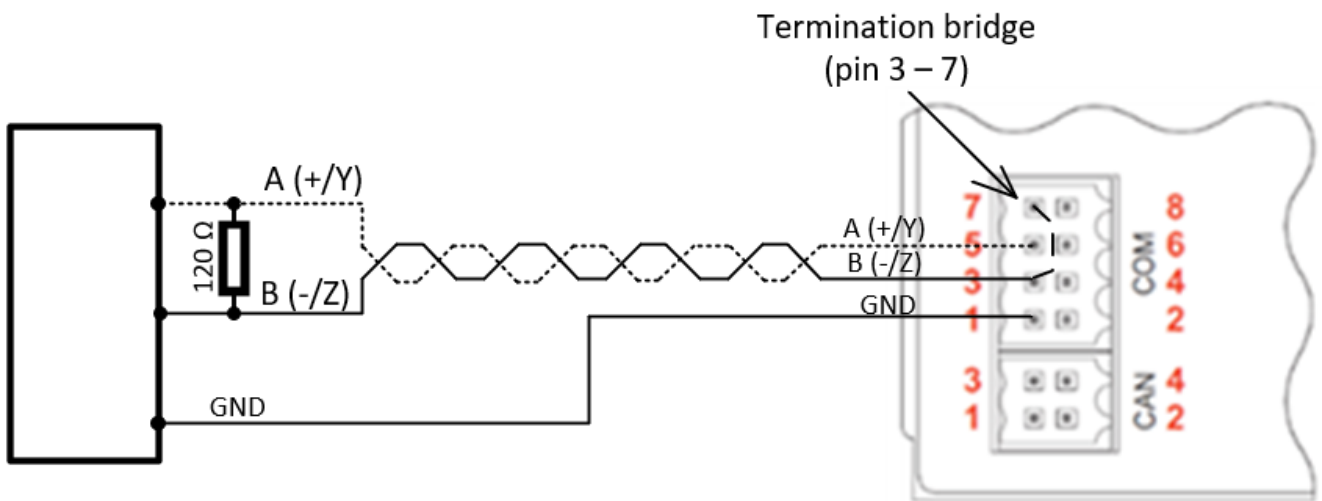 Termination bridge
(pin 3 – 7)
A (+/Y)
120 Ω
B (-/Z)
GND
A (+/Y)
B (-/Z)
GND
7
8
5
6
3
4
1
2
COM
3
4
1
2
CAN